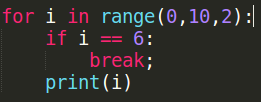 for i in range(0,10,2):
    if i == 6:
        break;
    print(i)